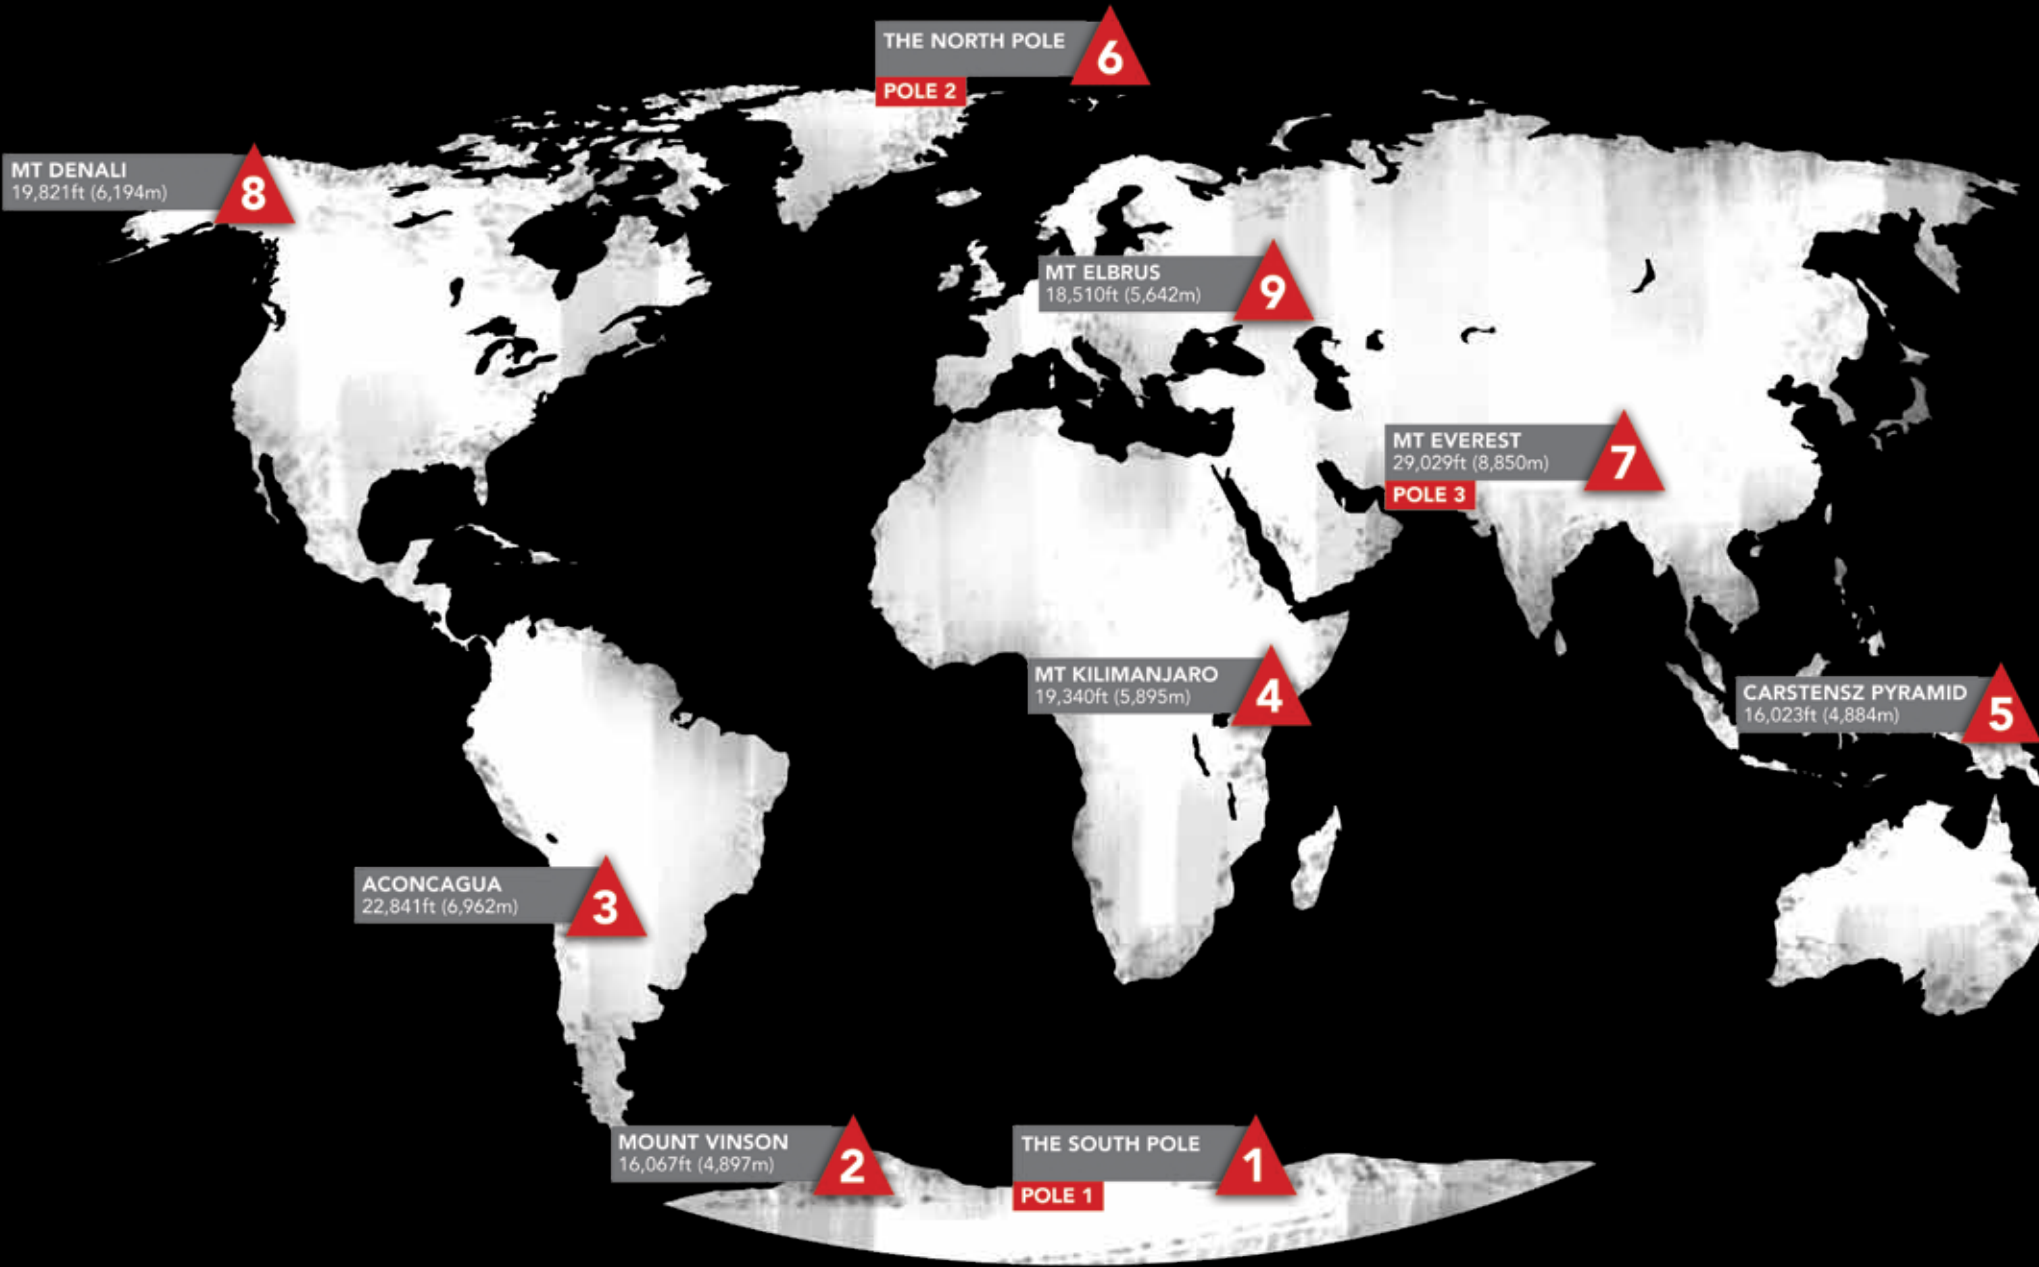 THE NORTH POLE
6
POLE 2
MT DENALI
19,821ft (6,194m)
8
MT ELBRUS
18,510ft (5,642m)
9
MT EVEREST
29,029ft (8,850m)
7
POLE 3
MT KILIMANJARO
19,340ft (5,895m)
4
CARSTENSZ PYRAMID
16,023ft (4,884m)
5
ACONCAGUA
22,841ft (6,962m)
3
MOUNT VINSON
16,067ft (4,897m)
2
THE SOUTH POLE
1
POLE 1